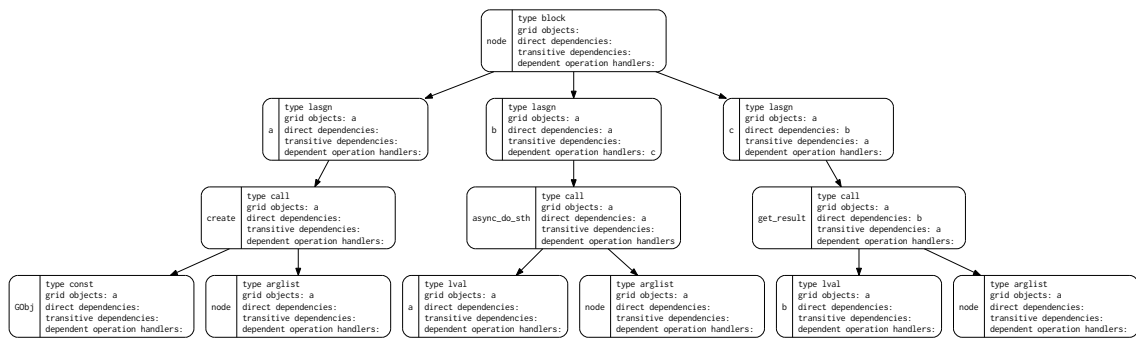 node
type block
grid objects:
direct dependencies:
transitive dependencies:
dependent operation handlers:
a
type lasgn
grid objects: a
direct dependencies:
transitive dependencies:
dependent operation handlers:
b
type lasgn
grid objects: a
direct dependencies: a
transitive dependencies:
dependent operation handlers: c
c
type lasgn
grid objects: a
direct dependencies: b
transitive dependencies: a
dependent operation handlers:
create
type call
grid objects: a
direct dependencies:
transitive dependencies:
dependent operation handlers:
async_do_sth
type call
grid objects: a
direct dependencies: a
transitive dependencies:
dependent operation handlers
get_result
type call
grid objects: a
direct dependencies: b
transitive dependencies: a
dependent operation handlers:
GObj
type const
grid objects: a
direct dependencies:
transitive dependencies:
dependent operation handlers:
node
type arglist
grid objects: a
direct dependencies:
transitive dependencies:
dependent operation handlers:
a
type lval
grid objects: a
direct dependencies:
transitive dependencies:
dependent operation handlers:
node
type arglist
grid objects: a
direct dependencies:
transitive dependencies:
dependent operation handlers:
b
type lval
grid objects: a
direct dependencies:
transitive dependencies:
dependent operation handlers:
node
type arglist
grid objects: a
direct dependencies:
transitive dependencies:
dependent operation handlers: